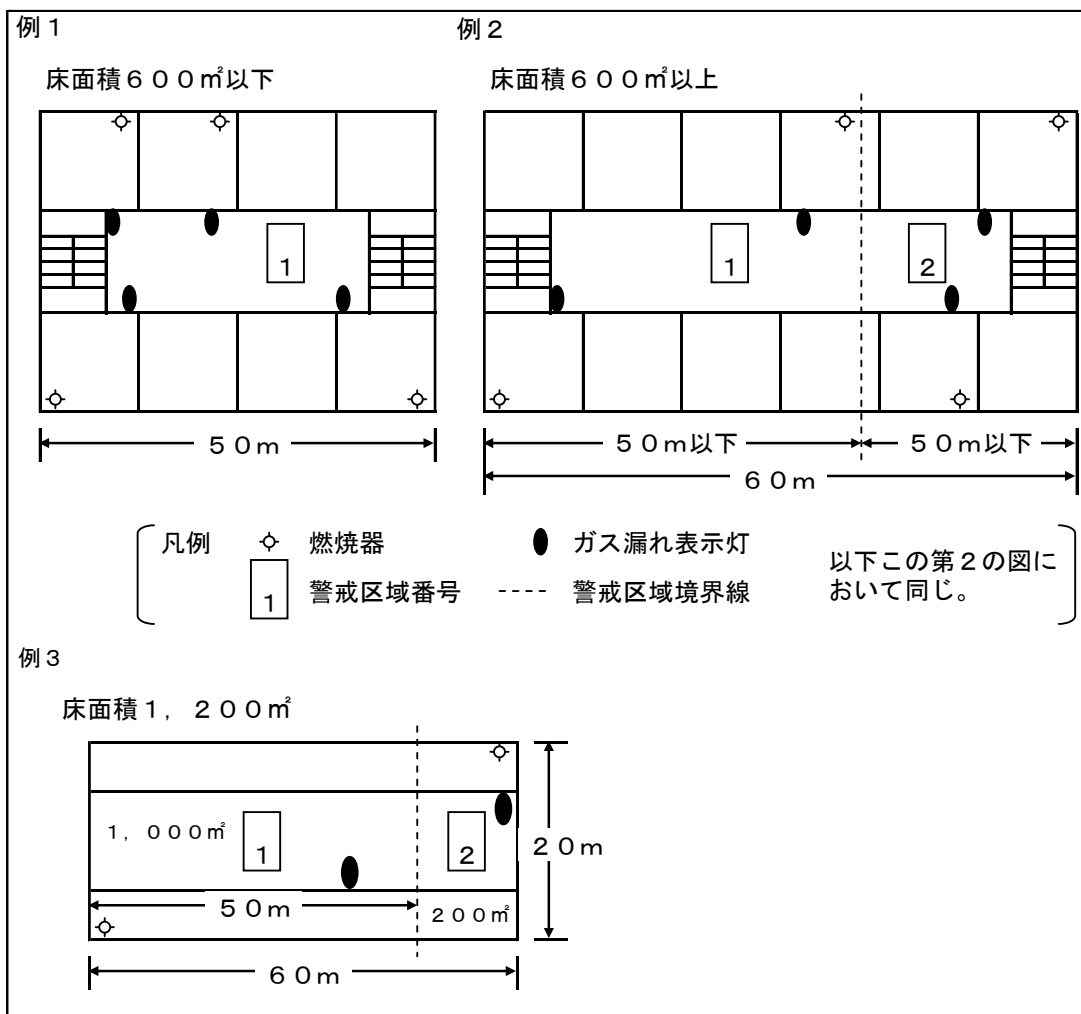 例１
例２
床面積６００㎡以下
床面積６００㎡以上
１
１
２
５０ｍ
５０ｍ以下
５０ｍ以下
６０ｍ
凡例
燃焼器
ガス漏れ表示灯
１
警戒区域番号
警戒区域境界線
以下この第２の図に
おいて同じ。
例３
床面積１，２００㎡
１，０００㎡
１
２
２０ｍ
５０ｍ
２００㎡
６０ｍ